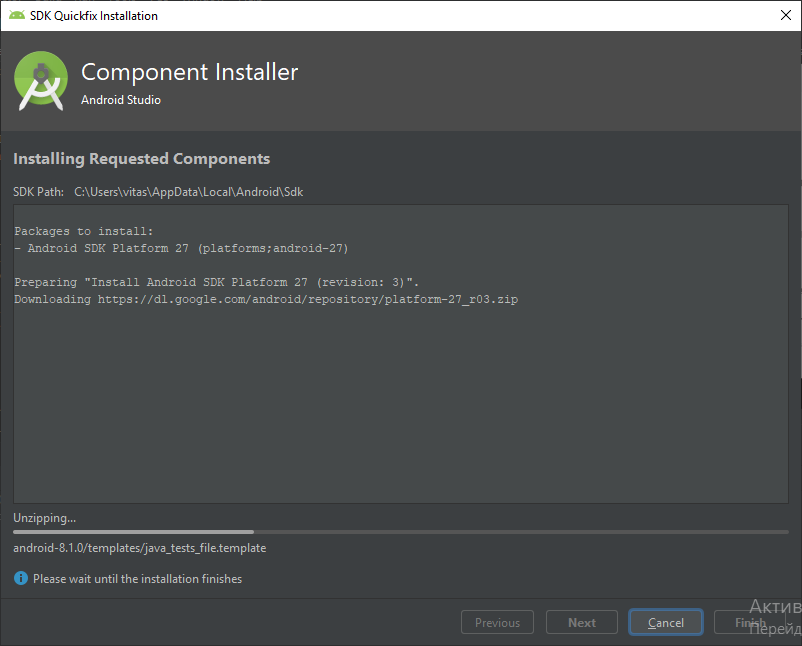 SDK Quickfix Installation
Component Installer
Android Studio
Installing Requested Components
SDK Path: C:\Users\vitas\AppData\Local\Android\Sdk
Packages to install:
- Android SDK Platform 27 (platforms;android-27)
Preparing "Install Android SDK Platform 27 (revision: 3)".
Downloading https://dl.google.com/android/repository/platform-27_r03.zip
Unzipping...
android-8.1.0/templates/java_tests_file.template
Please wait until the installation finishes
Актив
Previous Next Cancel Finish
Перейд